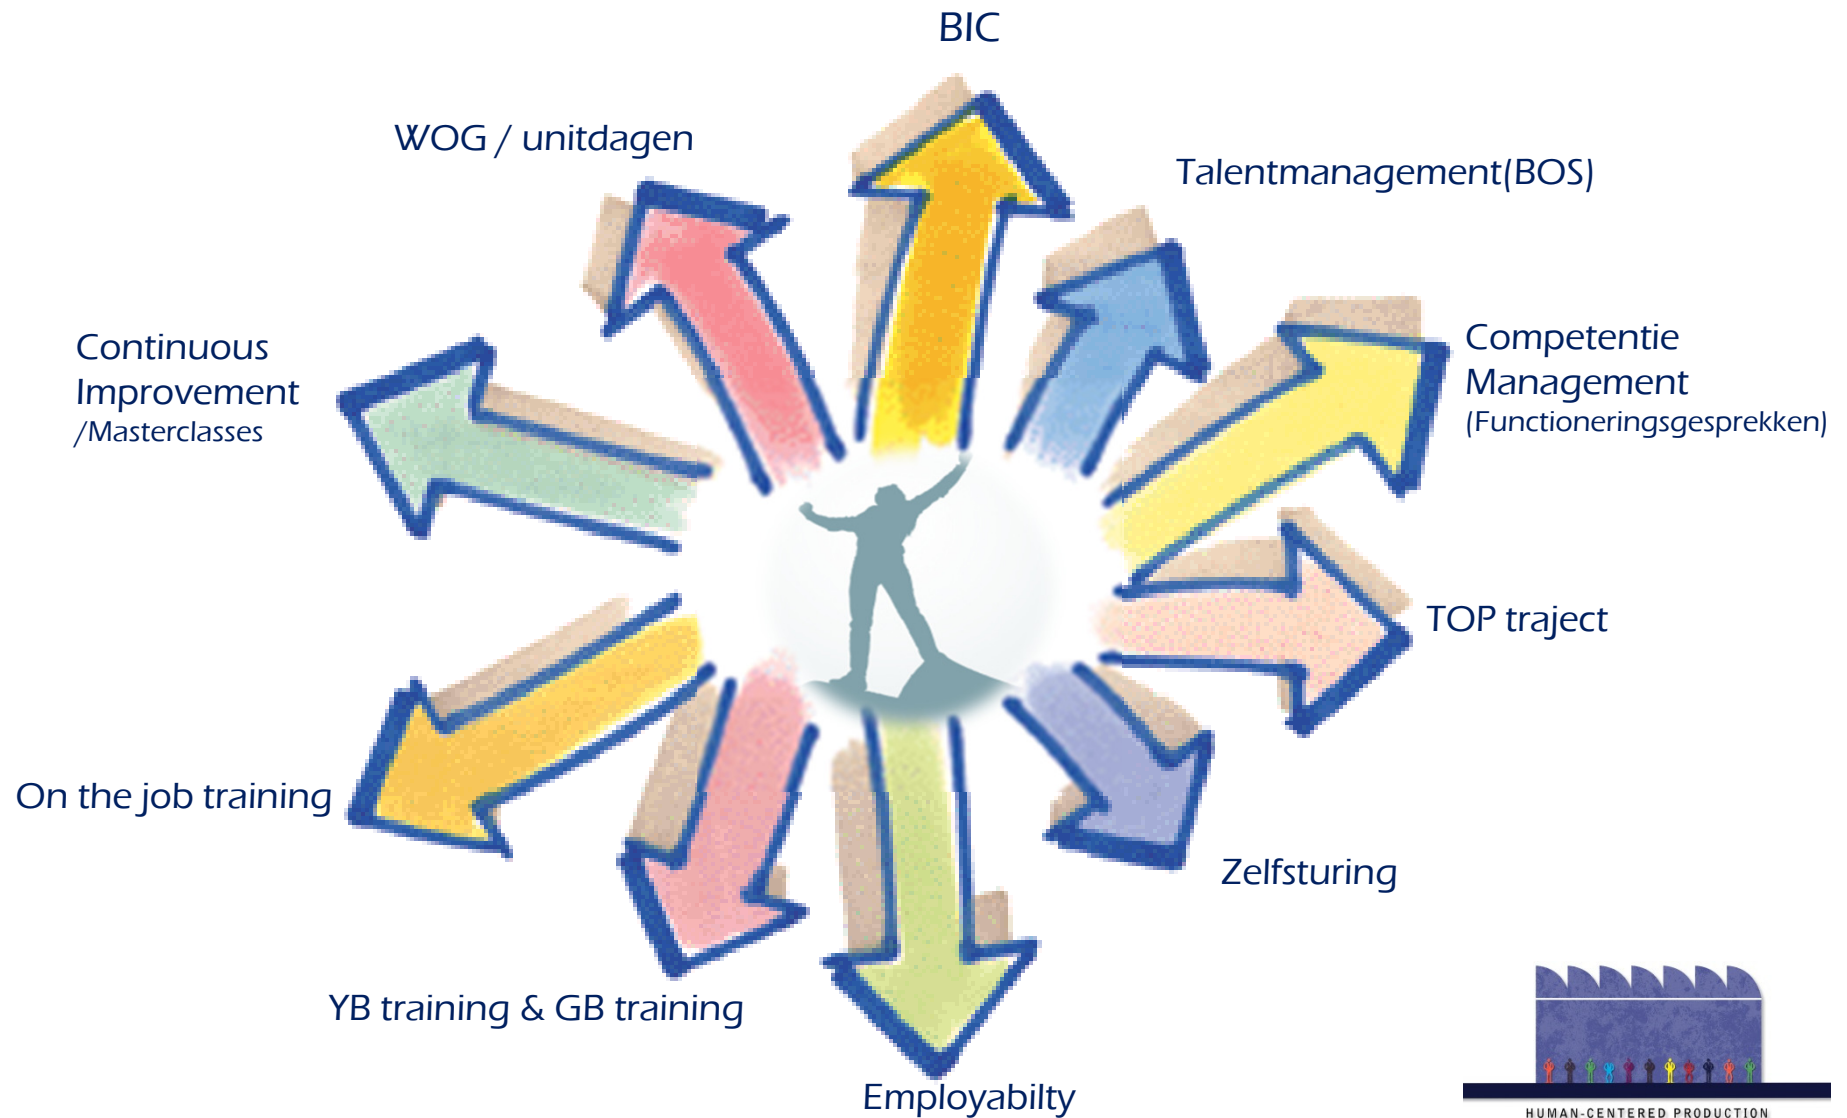 BIC
WOG / unitdagen
Talentmanagement(BOS)
Continuous
Improvement
/Masterclasses
Competentie
Management
(Functioneringsgesprekken)
TOP traject
On the job training
Zelfsturing
YB training & GB training
Employabilty
HUMAN-CENTERED PRODUCTION